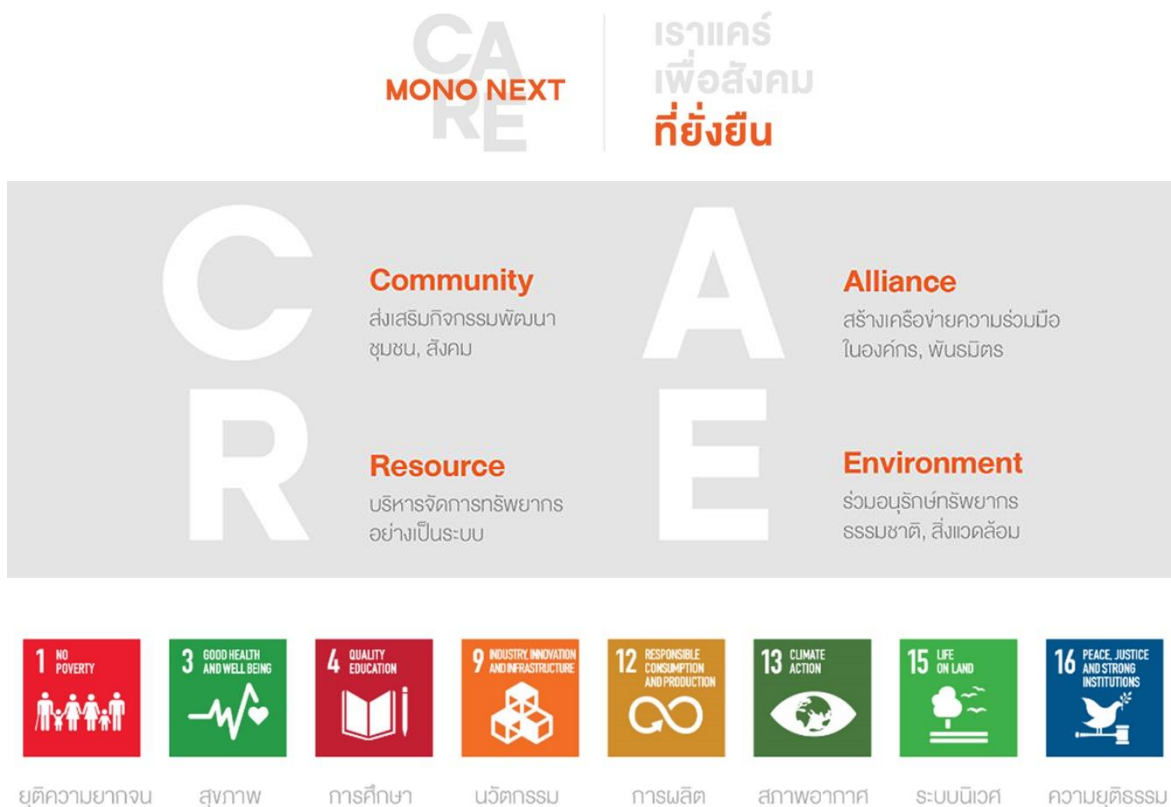 CARE
MONO NEXT
เราแคร์
เพื่อสังคม
ที่ยั่งยืน
C
Community
ส่งเสริมกิจกรรมพัฒนา
ชุมชน, สังคม
A
Alliance
สร้างเครือข่ายความร่วมมือ
ในองค์กร, พันธมิตร
R
Resource
บริหารจัดการทรัพยากร
อย่างเป็นระบบ
E
Environment
ร่วมอนุรักษ์ทรัพยากร
ธรรมชาติ, สิ่งแวดล้อม
1 NO
POVERTY
3 GOOD HEALTH
AND WELL BEING
4 QUALITY
EDUCATION
9 INDUSTRY, INNOVATION
AND INFRASTRUCTURE
12 RESPONSIBLE
CONSUMPTION
AND PRODUCTION
13 CLIMATE
ACTION
15 LIFE
ON LAND
16 PEACE, JUSTICE
AND STRONG
INSTITUTIONS
ยุติความยากจน
สุขภาพ
การศึกษา
นวัตกรรม
การผลิต
สภาพอากาศ
ระบบนิเวศ
ความยุติธรรม